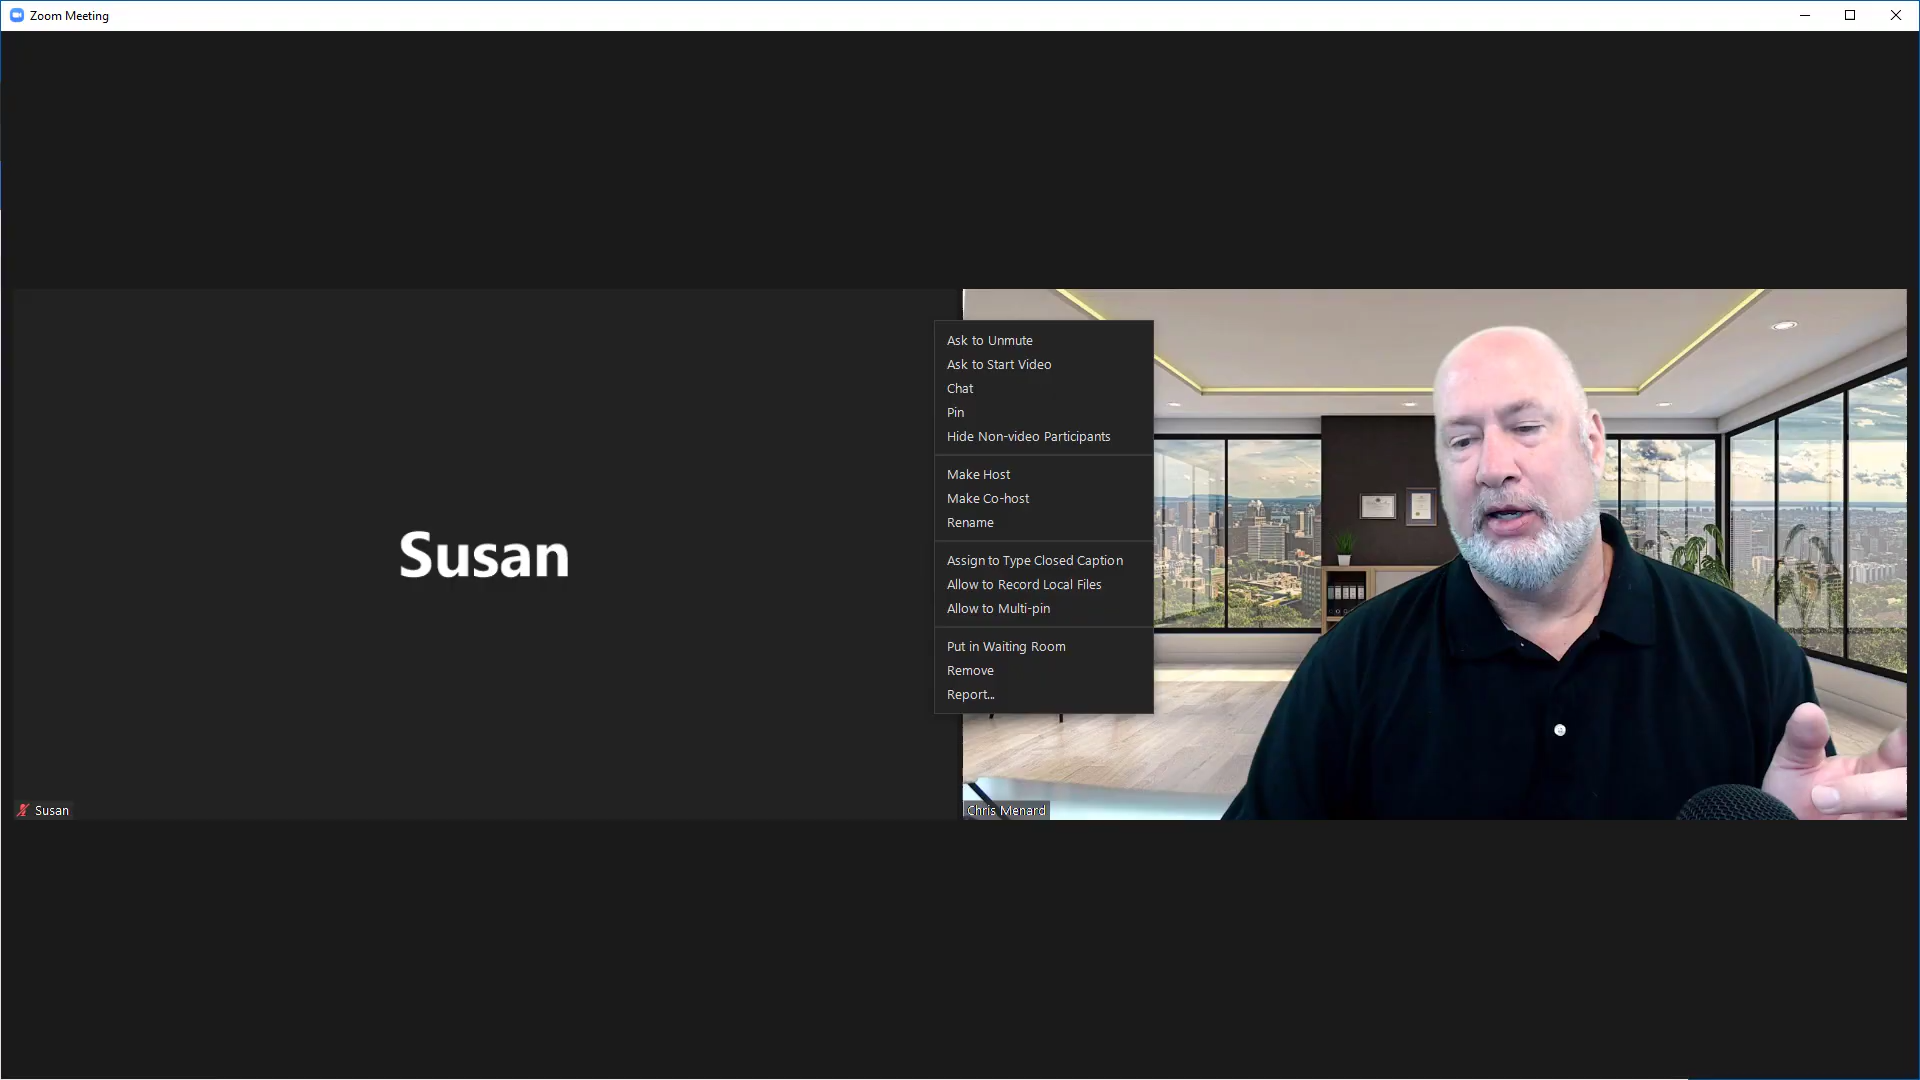 Zoom Meeting
Ask to Unmute
Ask to Start Video
Chat
Pin
Hide Non-video Participants
Make Host
Make Co-host
Rename
Assign to Type Closed Caption
Allow to Record Local Files
Allow to Multi-pin
Put in Waiting Room
Remove
Report...
Susan
Susan
Chris Menard